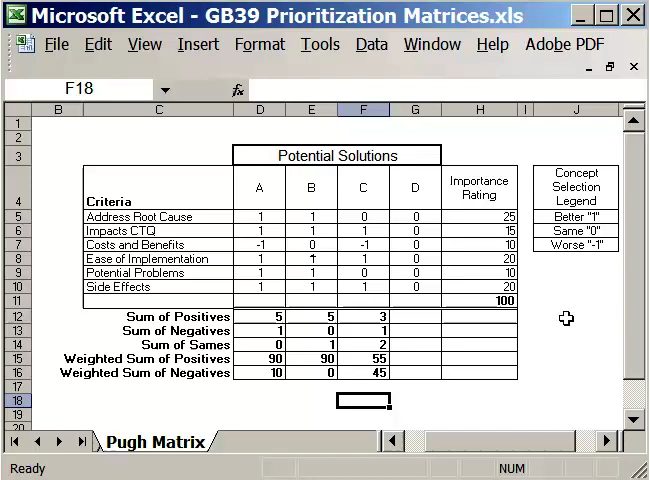 Microsoft Excel - GB39 Prioritization Matrices.xls
File Edit View Insert Format Tools Data Window Help Adobe PDF
F18 fx
B C D E F G H I J
1
2
3 Potential Solutions
4 Criteria A B C D Importance Rating Concept Selection Legend
5 Address Root Cause 1 1 0 0 25 Better "1"
6 Impacts CTQ 1 1 1 0 15 Same "0"
7 Costs and Benefits -1 0 -1 0 10 Worse "-1"
8 Ease of Implementation 1 1 0 20
9 Potential Problems 1 1 0 0 10
10 Side Effects 1 1 1 0 20
11 100
12 Sum of Positives 5 5 3
13 Sum of Negatives 1 0 1
14 Sum of Sames 0 1 2
15 Weighted Sum of Positives 90 90 55
16 Weighted Sum of Negatives 10 0 45
17
18
19
20
Pugh Matrix
Ready NUM